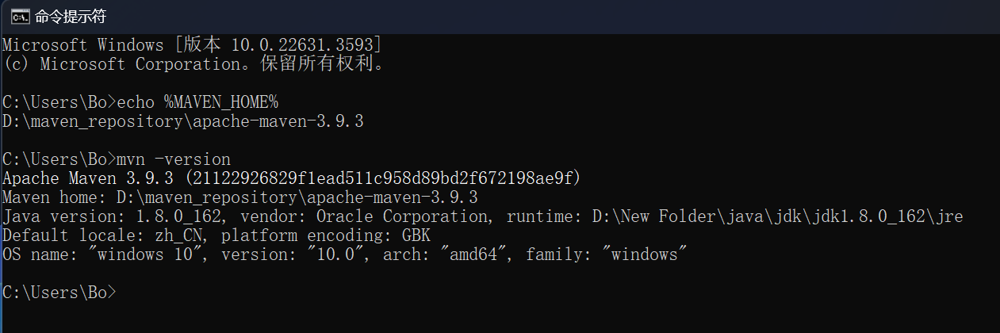 命令提示符
Microsoft Windows [版本 10.0.22631.3593]
(c) Microsoft Corporation。保留所有权利。
C:\Users\Bo>echo %MAVEN_HOME%
D:\maven_repository\apache-maven-3.9.3
C:\Users\Bo>mvn -version
Apache Maven 3.9.3 (21122926829f1ead511c958d89bd2f672198ae9f)
Maven home: D:\maven_repository\apache-maven-3.9.3
Java version: 1.8.0_162, vendor: Oracle Corporation, runtime: D:\New Folder\java\jdk\jdk1.8.0_162\jre
Default locale: zh_CN, platform encoding: GBK
OS name: "windows 10", version: "10.0", arch: "amd64", family: "windows"
C:\Users\Bo>